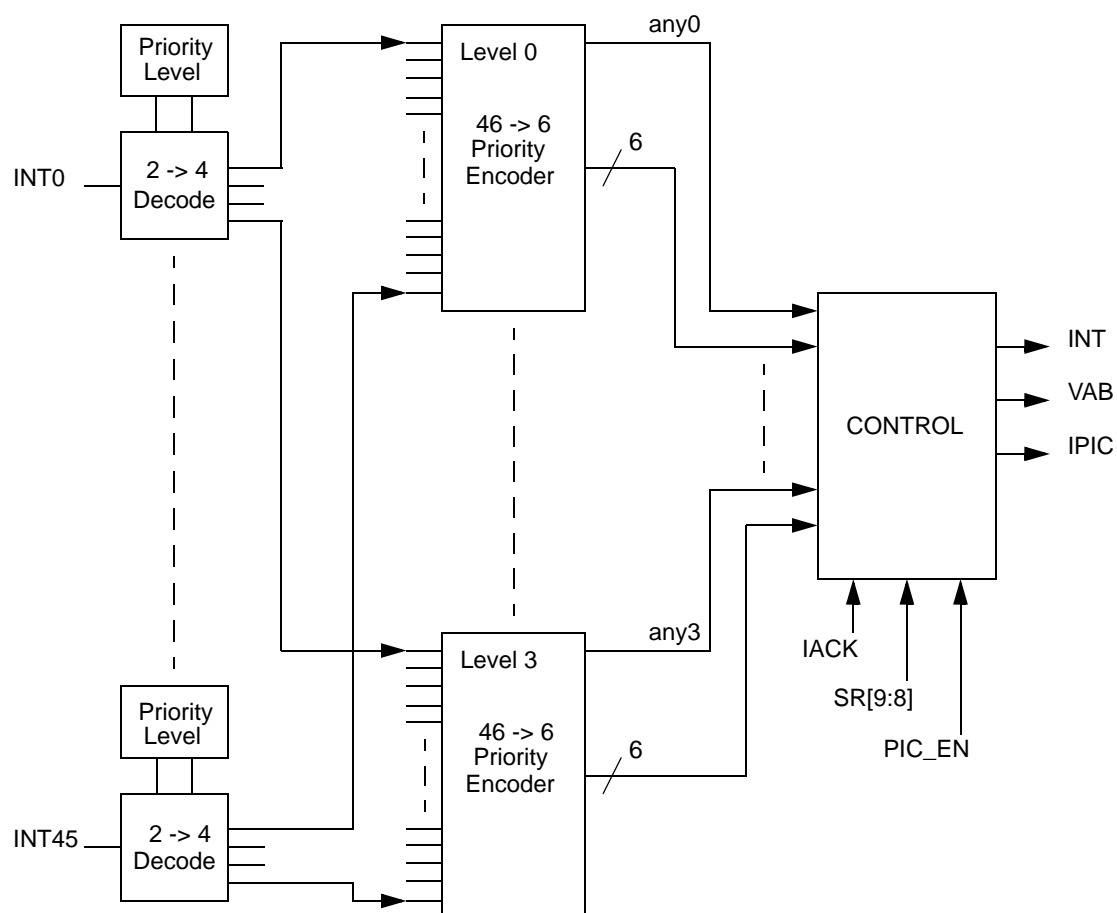 Priority
Level
INT0
2 -> 4
Decode
Level 0
46 -> 6
Priority
Encoder
any0
6
CONTROL
INT
VAB
IPIC
IACK
SR[9:8]
PIC_EN
Priority
Level
INT45
2 -> 4
Decode
Level 3
46 -> 6
Priority
Encoder
any3
6